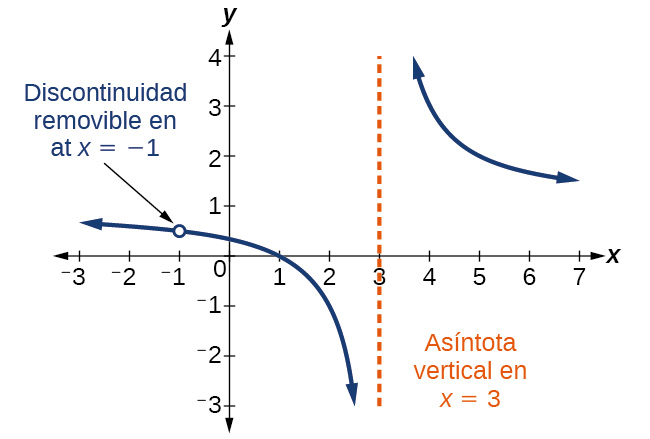 y
4
3
2
1
0
−1
−2
−3
Discontinuidad
removible en
at x = −1
−3 −2 −1 1 2 3 4 5 6 7 x
Asíntota
vertical en
x = 3